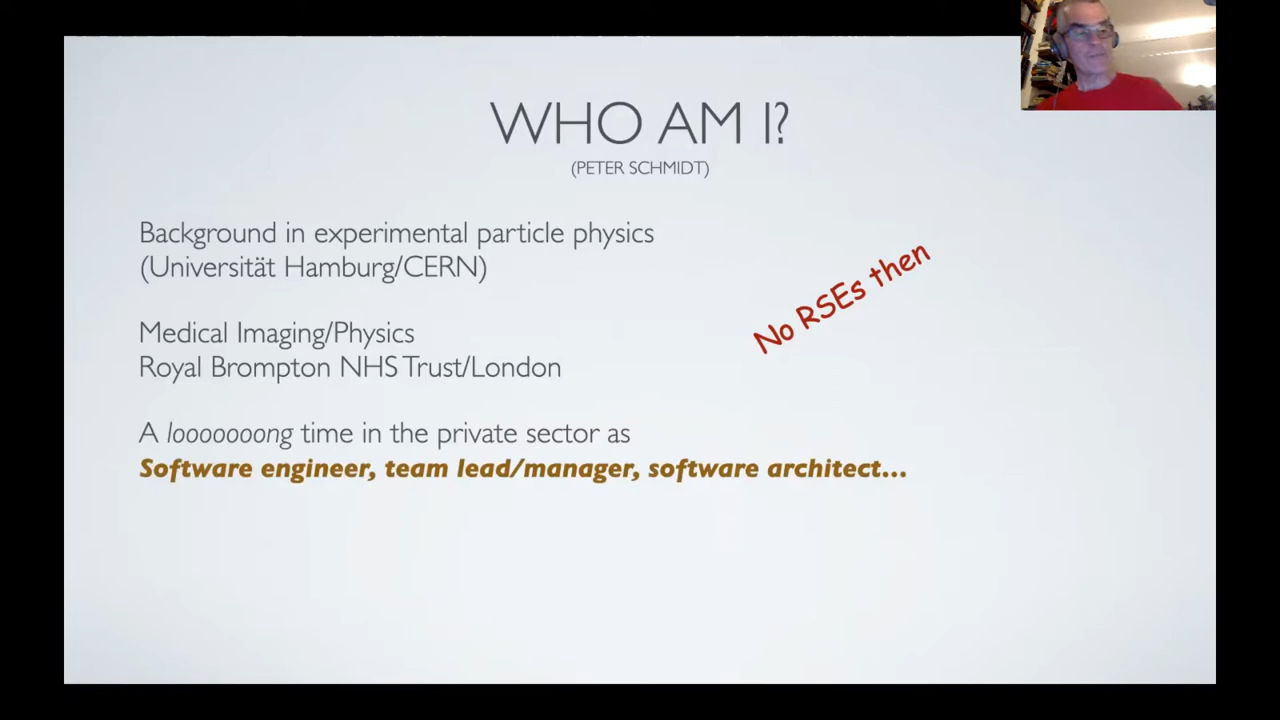 WHO AM I?
(PETER SCHMIDT)
Background in experimental particle physics
(Universität Hamburg/CERN)
No RSEs then
Medical Imaging/Physics
Royal Brompton NHS Trust/London
A looooooong time in the private sector as
Software engineer, team lead/manager, software architect...